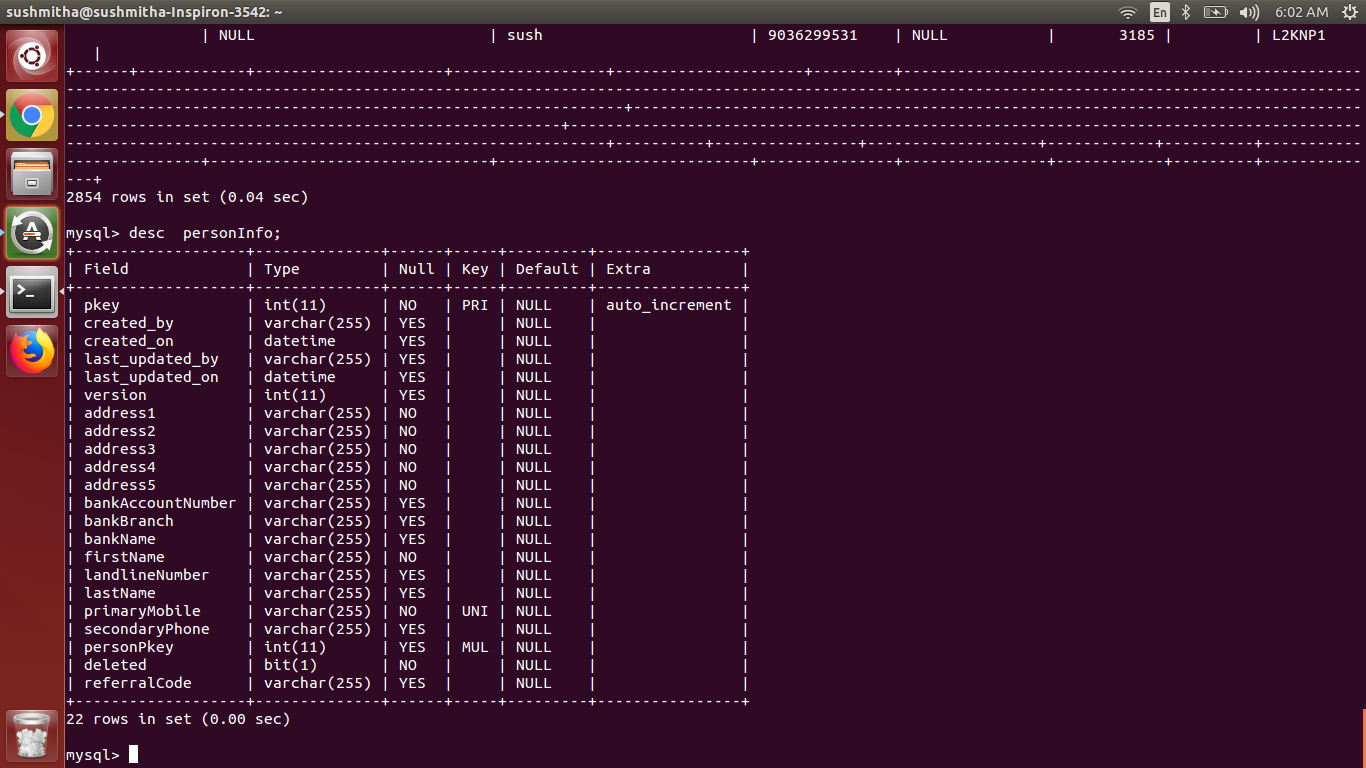 sushmitha@sushmitha-Inspiron-3542: ~ En 6:02 AM
| NULL | sush | 9036299531 | NULL | 3185 | | L2KNP1
|
+------+------------+---------------------+-----------------+---------------------+---------+---------------------------------------------------
------------------------------------------------------------------------------------------------------------------------------------------------
--------------------------------------------------------------+---------------------------------------------------------------------------------
-------------------------------------------------------+----------------------------------------------------------------------------------------
------------------------------------------------------------+----------+----------------+-------------------+------------+----------+-----------
---------------+-------------------------------+----------------------------+---------------+----------------+------------+---------+-----------
---+
2854 rows in set (0.04 sec)
mysql> desc  personInfo;
+-------------------+--------------+------+-----+---------+----------------+
| Field             | Type         | Null | Key | Default | Extra          |
+-------------------+--------------+------+-----+---------+----------------+
| pkey              | int(11)      | NO   | PRI | NULL    | auto_increment |
| created_by        | varchar(255) | YES  |     | NULL    |                |
| created_on        | datetime     | YES  |     | NULL    |                |
| last_updated_by   | varchar(255) | YES  |     | NULL    |                |
| last_updated_on   | datetime     | YES  |     | NULL    |                |
| version           | int(11)      | YES  |     | NULL    |                |
| address1          | varchar(255) | NO   |     | NULL    |                |
| address2          | varchar(255) | NO   |     | NULL    |                |
| address3          | varchar(255) | NO   |     | NULL    |                |
| address4          | varchar(255) | NO   |     | NULL    |                |
| address5          | varchar(255) | NO   |     | NULL    |                |
| bankAccountNumber | varchar(255) | YES  |     | NULL    |                |
| bankBranch        | varchar(255) | YES  |     | NULL    |                |
| bankName          | varchar(255) | YES  |     | NULL    |                |
| firstName         | varchar(255) | NO   |     | NULL    |                |
| landlineNumber    | varchar(255) | YES  |     | NULL    |                |
| lastName          | varchar(255) | YES  |     | NULL    |                |
| primaryMobile     | varchar(255) | NO   | UNI | NULL    |                |
| secondaryPhone    | varchar(255) | YES  |     | NULL    |                |
| personPkey        | int(11)      | YES  | MUL | NULL    |                |
| deleted           | bit(1)       | NO   |     | NULL    |                |
| referralCode      | varchar(255) | YES  |     | NULL    |                |
+-------------------+--------------+------+-----+---------+----------------+
22 rows in set (0.00 sec)
mysql>